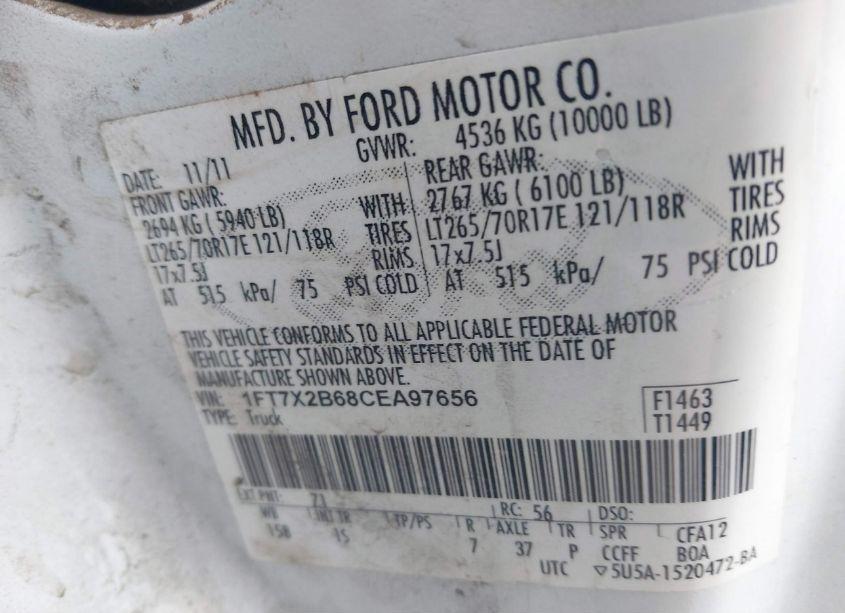 MFD. BY FORD MOTOR CO.
DATE: 11/11 GVWR: 4536 KG (10000 LB)
FRONT GAWR: REAR GAWR:
2694 KG ( 5940 LB) WITH 2767 KG ( 6100 LB) WITH
LT265/70R17E 121/118R TIRES LT265/70R17E 121/118R TIRES
17x7.5J RIMS 17x7.5J RIMS
AT 515 kPa/ 75 PSI COLD AT 515 kPa/ 75 PSI COLD
THIS VEHICLE CONFORMS TO ALL APPLICABLE FEDERAL MOTOR
VEHICLE SAFETY STANDARDS IN EFFECT ON THE DATE OF
MANUFACTURE SHOWN ABOVE.
VIN: 1FT7X2B68CEA97656 F1463
TYPE: Truck T1449
EXT PNT: Z1 RC: 56 DSO:
WB INT TR TP/PS R AXLE TR SPR CFA12
158 1S 7 37 P CCFF BOA
UTC ▽5U5A-1520472-BA